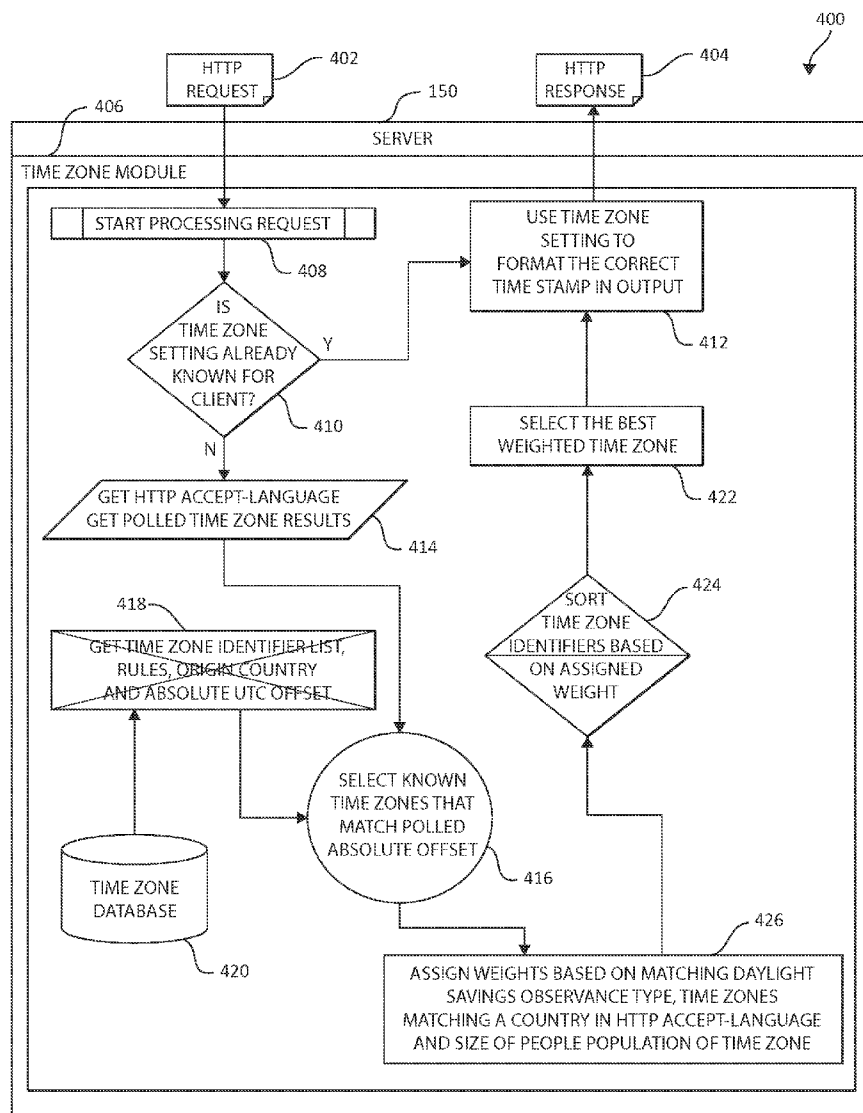 400
HTTP
REQUEST
402
HTTP
RESPONSE
404
406
150
SERVER
TIME ZONE MODULE
START PROCESSING REQUEST
408
USE TIME ZONE
SETTING TO
FORMAT THE CORRECT
TIME STAMP IN OUTPUT
412
IS
TIME ZONE
SETTING ALREADY
KNOWN FOR
CLIENT?
Y
410
N
SELECT THE BEST
WEIGHTED TIME ZONE
422
GET HTTP ACCEPT-LANGUAGE
GET POLLED TIME ZONE RESULTS
414
418
GET TIME ZONE IDENTIFIER LIST,
RULES, ORIGIN COUNTRY
AND ABSOLUTE UTC OFFSET
SORT
TIME ZONE
IDENTIFIERS BASED
ON ASSIGNED
WEIGHT
424
SELECT KNOWN
TIME ZONES THAT
MATCH POLLED
ABSOLUTE OFFSET
416
TIME ZONE
DATABASE
420
426
ASSIGN WEIGHTS BASED ON MATCHING DAYLIGHT
SAVINGS OBSERVANCE TYPE, TIME ZONES
MATCHING A COUNTRY IN HTTP ACCEPT-LANGUAGE
AND SIZE OF PEOPLE POPULATION OF TIME ZONE